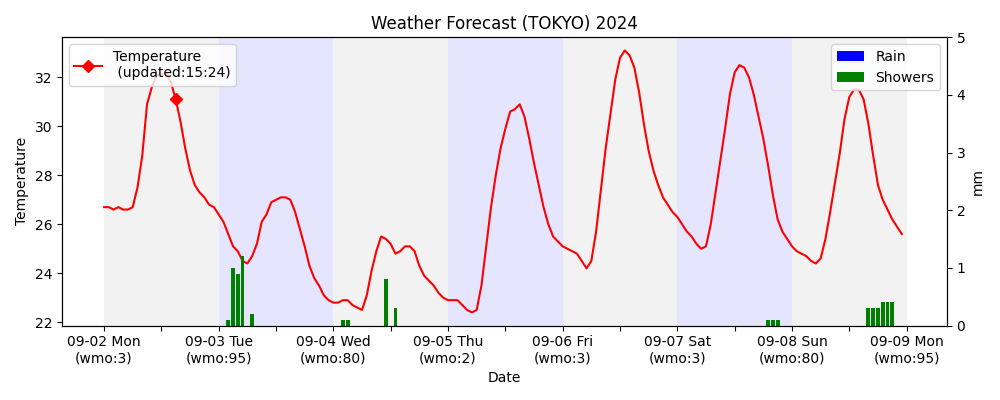 Weather Forecast (TOKYO) 2024
Temperature
(updated:15:24)
Rain
Showers
Temperature
32
30
28
26
24
22
5
4
3
2
1
0
mm
09-02 Mon
(wmo:3)
09-03 Tue
(wmo:95)
09-04 Wed
(wmo:80)
09-05 Thu
(wmo:2)
09-06 Fri
(wmo:3)
09-07 Sat
(wmo:3)
09-08 Sun
(wmo:80)
09-09 Mon
(wmo:95)
Date